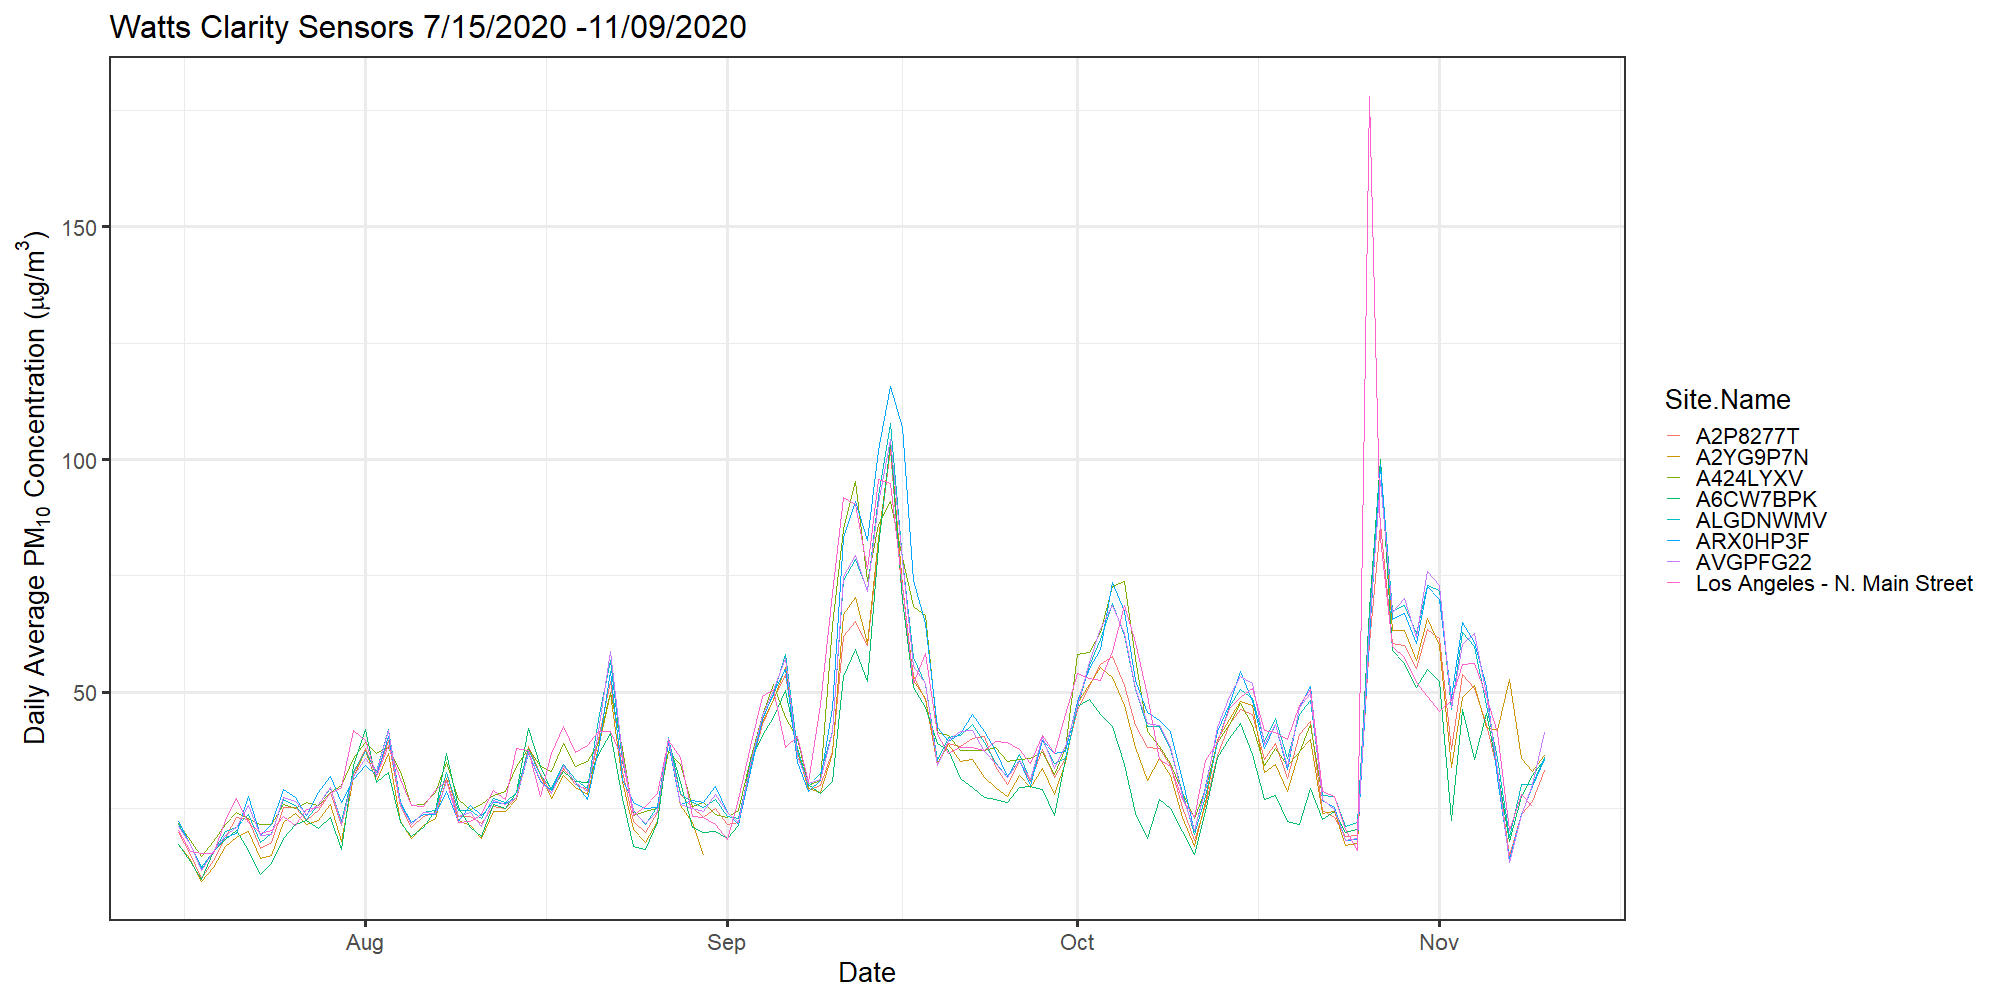 Watts Clarity Sensors 7/15/2020 -11/09/2020
Daily Average PM10 Concentration (μg/m3)
150
100
50
Aug
Sep
Oct
Nov
Date
Site.Name
A2P8277T
A2YG9P7N
A424LYXV
A6CW7BPK
ALGDNWMV
ARX0HP3F
AVGPFG22
Los Angeles - N. Main Street